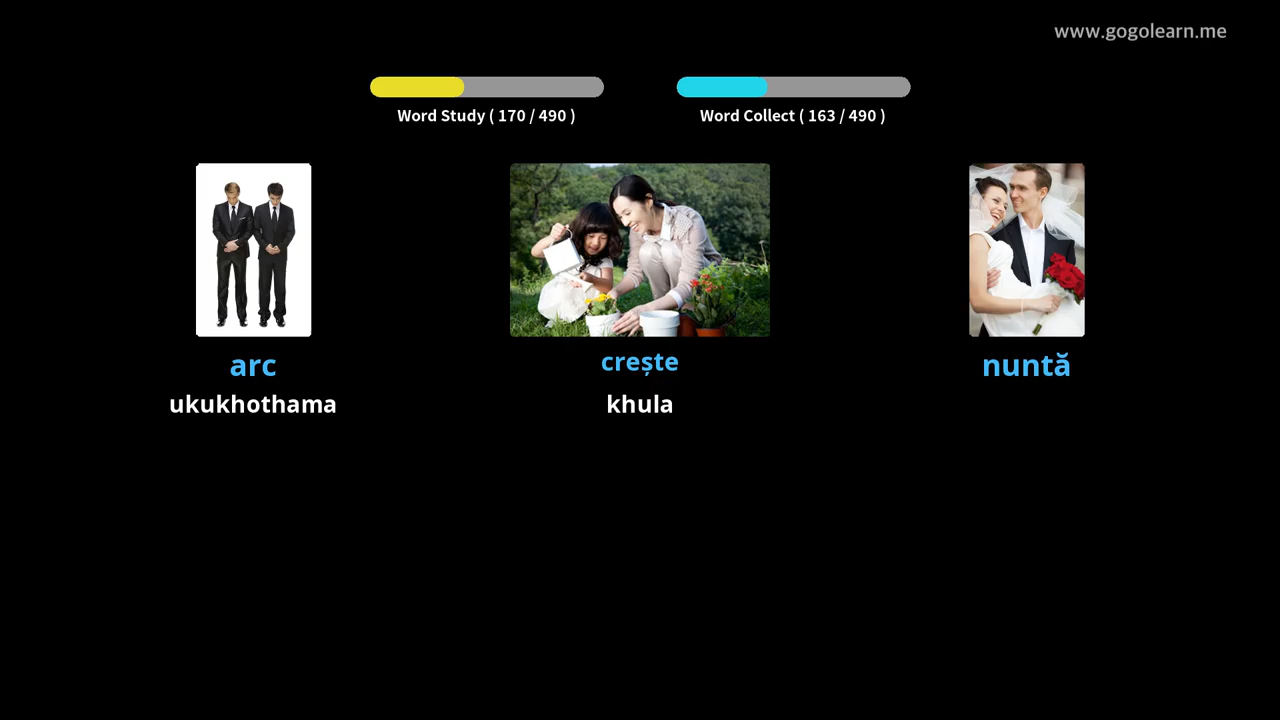 www.gogolearn.me
Word Study ( 170 / 490 )
Word Collect ( 163 / 490 )
arc
crește
nuntă
ukukhothama
khula